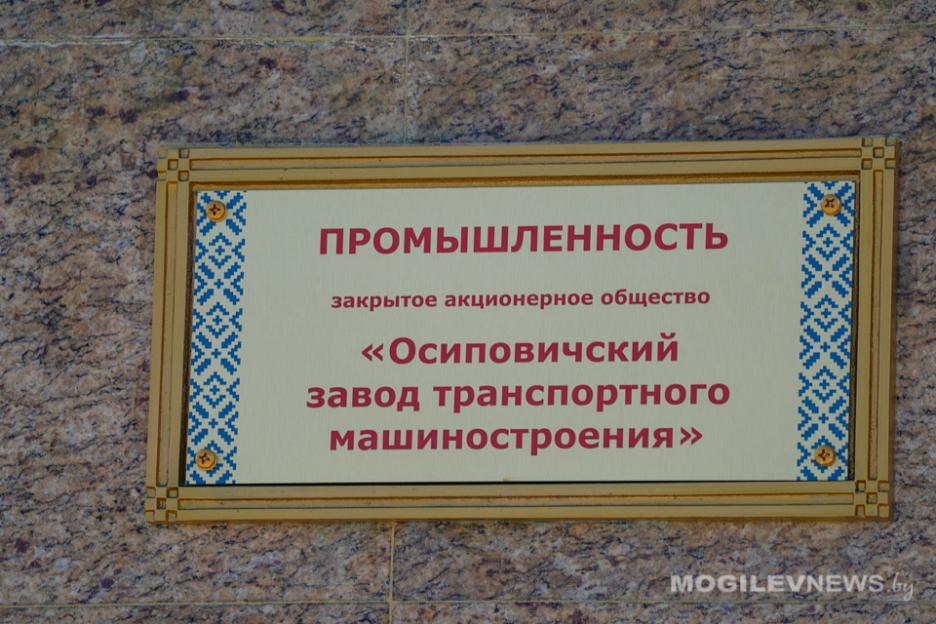 ПРОМЫШЛЕННОСТЬ
закрытое акционерное общество
«Осиповичский
завод транспортного
машиностроения»
MOGILEVNEWS.by